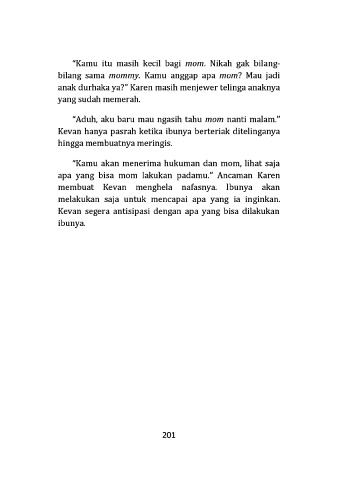 “Kamu itu masih kecil bagi mom. Nikah gak bilang-
bilang sama mommy. Kamu anggap apa mom? Mau jadi
anak durhaka ya?” Karen masih menjewer telinga anaknya
yang sudah memerah.
“Aduh, aku baru mau ngasih tahu mom nanti malam.”
Kevan hanya pasrah ketika ibunya berteriak ditelinganya
hingga membuatnya meringis.
“Kamu akan menerima hukuman dan mom, lihat saja
apa yang bisa mom lakukan padamu.” Ancaman Karen
membuat Kevan menghela nafasnya. Ibunya akan
melakukan saja untuk mencapai apa yang ia inginkan.
Kevan segera antisipasi dengan apa yang bisa dilakukan
ibunya.
201